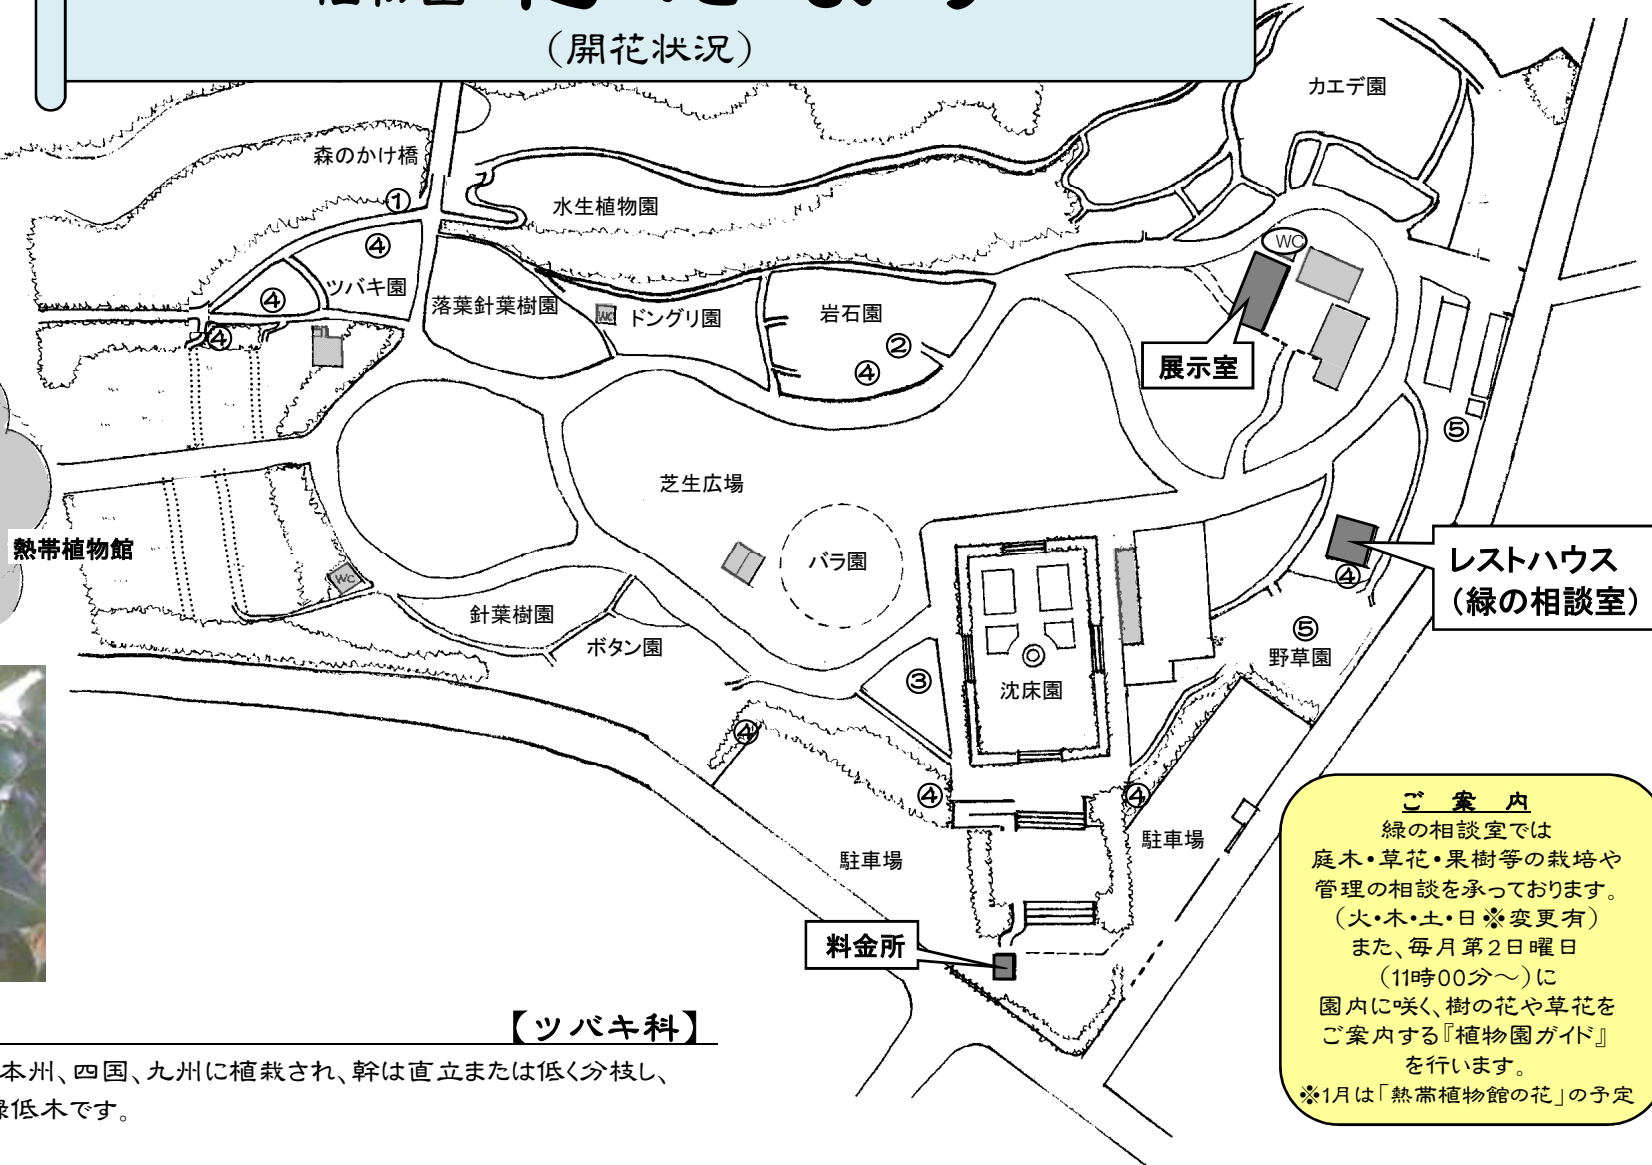 (開花状況)
カエデ園
森のかけ橋
①
水生植物園
④
WC
④
ツバキ園
落葉針葉樹園
WC
ドングリ園
岩石園
④
②
④
展示室
⑤
芝生広場
熱帯植物館
バラ園
WC
レストハウス
(緑の相談室)
④
針葉樹園
ボタン園
⑤
野草園
③
沈床園
④
④
④
駐車場
駐車場
料金所
ご 案 内
緑の相談室では
庭木・草花・果樹等の栽培や
管理の相談を承っております。
(火・木・土・日※変更有)
また、毎月第2日曜日
(11時00分~)に
園内に咲く、樹の花や草花を
ご案内する『植物園ガイド』
を行います。
※1月は「熱帯植物館の花」の予定
【ツバキ科】
本州、四国、九州に植栽され、幹は直立または低く分枝し、
緑低木です。